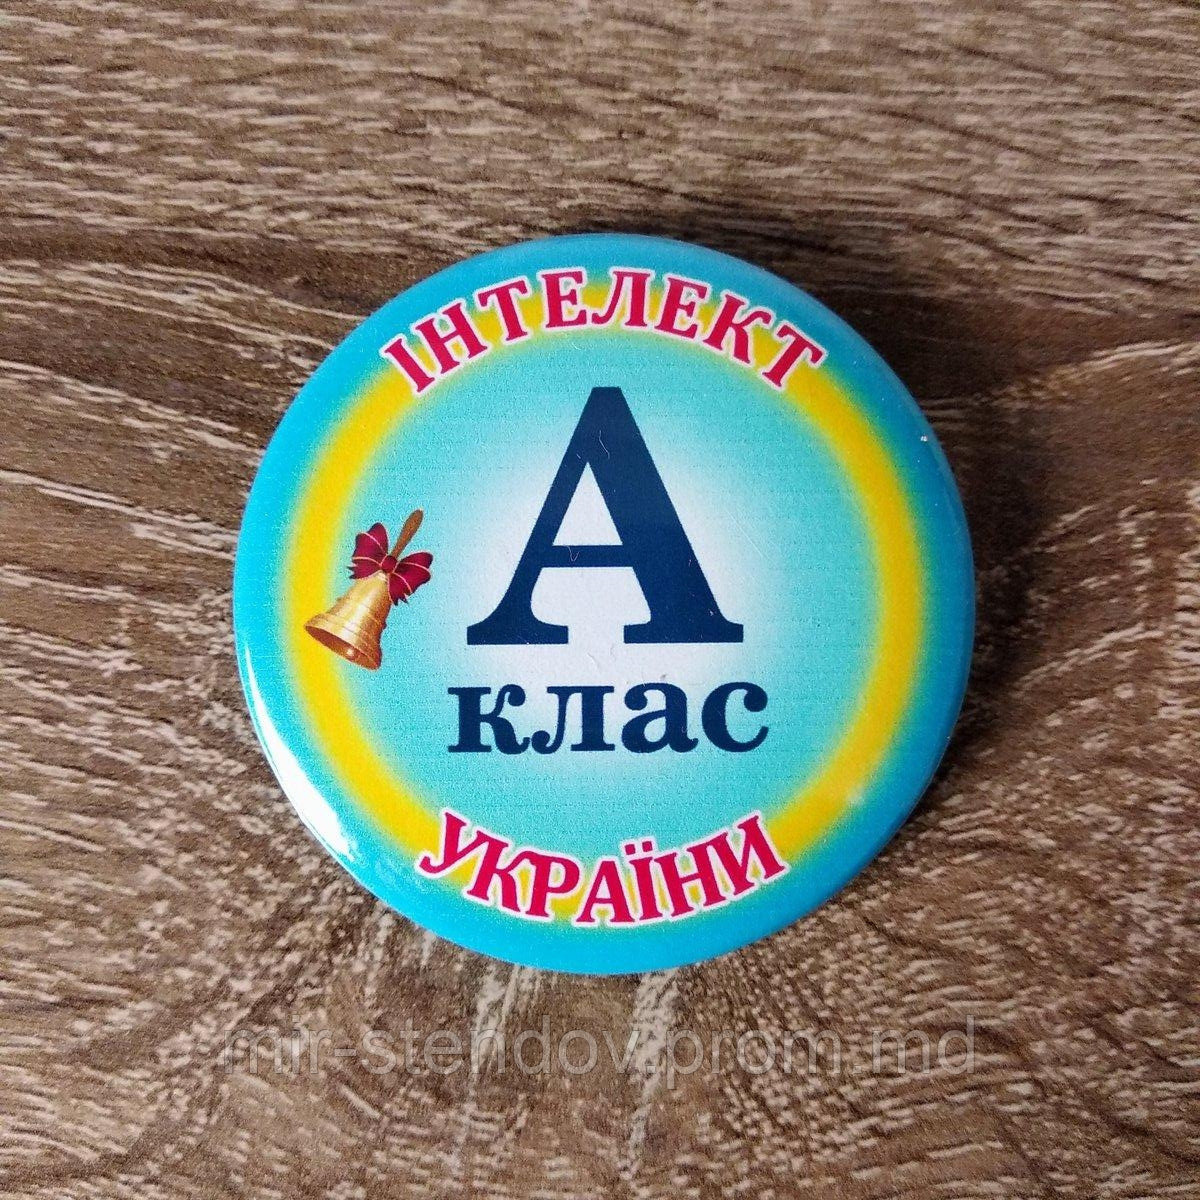 ІНТЕЛЕКТ
А
клас
УКРАЇНИ
mir-stendov.prom.md